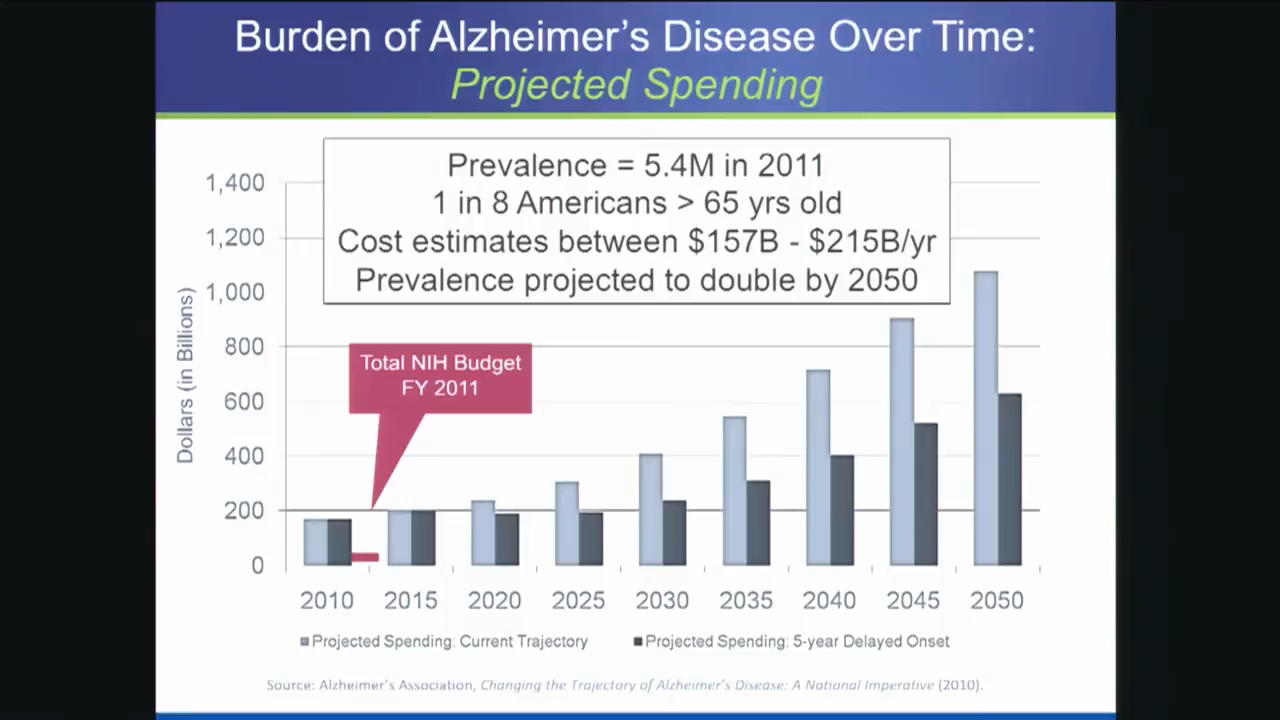 Burden of Alzheimer's Disease Over Time:
Projected Spending
Prevalence = 5.4M in 2011
1 in 8 Americans > 65 yrs old
Cost estimates between $157B - $215B/yr
Prevalence projected to double by 2050
Dollars (in Billions)
1,400
1,200
1,000
800
600
400
200
0
Total NIH Budget
FY 2011
2010 2015 2020 2025 2030 2035 2040 2045 2050
Projected Spending: Current Trajectory Projected Spending: 5-year Delayed Onset
Source: Alzheimer's Association, Changing the Trajectory of Alzheimer's Disease: A National Imperative (2010).